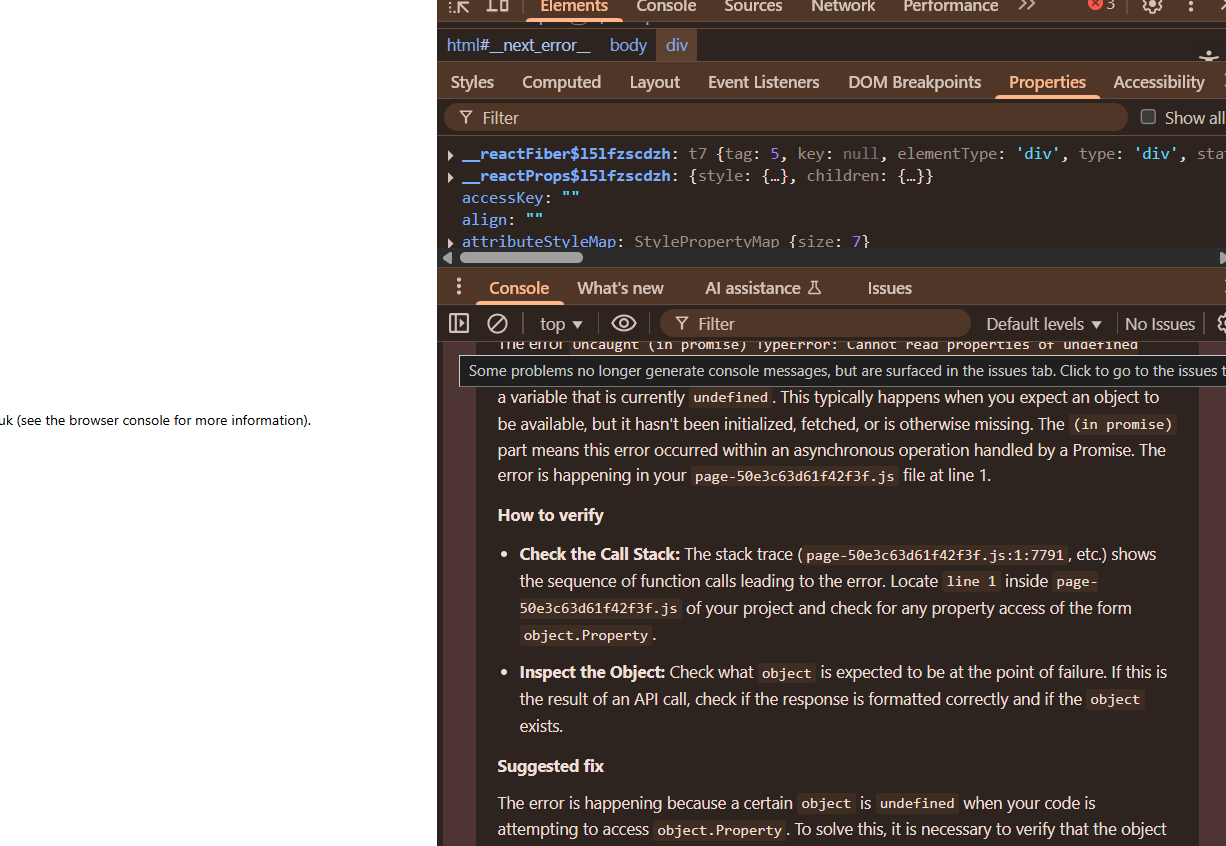 Elements Console Sources Network Performance 3
html#__next_error__ body div
Styles Computed Layout Event Listeners DOM Breakpoints Properties Accessibility
Filter Show all
__reactFiber$15lfzscdzh: t7 {tag: 5, key: null, elementType: 'div', type: 'div', stat
__reactProps$15lfzscdzh: {style: {…}, children: {…}}
accessKey: ""
align: ""
attributeStyleMap: StylePropertyMap {size: 7}
Console What's new AI assistance Issues
top Filter Default levels No Issues
The error Uncaught (in promise) TypeError: Cannot read properties of undefined
Some problems no longer generate console messages, but are surfaced in the issues tab. Click to go to the issues t
a variable that is currently undefined. This typically happens when you expect an object to
uk (see the browser console for more information).
be available, but it hasn't been initialized, fetched, or is otherwise missing. The (in promise)
part means this error occurred within an asynchronous operation handled by a Promise. The
error is happening in your page-50e3c63d61f42f3f.js file at line 1.
How to verify
• Check the Call Stack: The stack trace (page-50e3c63d61f42f3f.js:1:7791, etc.) shows
the sequence of function calls leading to the error. Locate line 1 inside page-
50e3c63d61f42f3f.js of your project and check for any property access of the form
object.Property.
• Inspect the Object: Check what object is expected to be at the point of failure. If this is
the result of an API call, check if the response is formatted correctly and if the object
exists.
Suggested fix
The error is happening because a certain object is undefined when your code is
attempting to access object.Property. To solve this, it is necessary to verify that the object